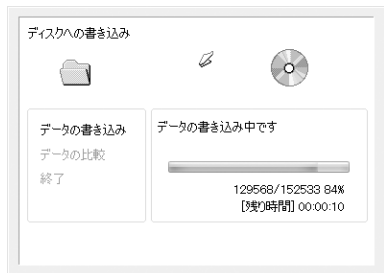 ディスクへの書き込み
データの書き込み
データの比較
終了
データの書き込み中です
129568/152533 84%
[残り時間] 00:00:10